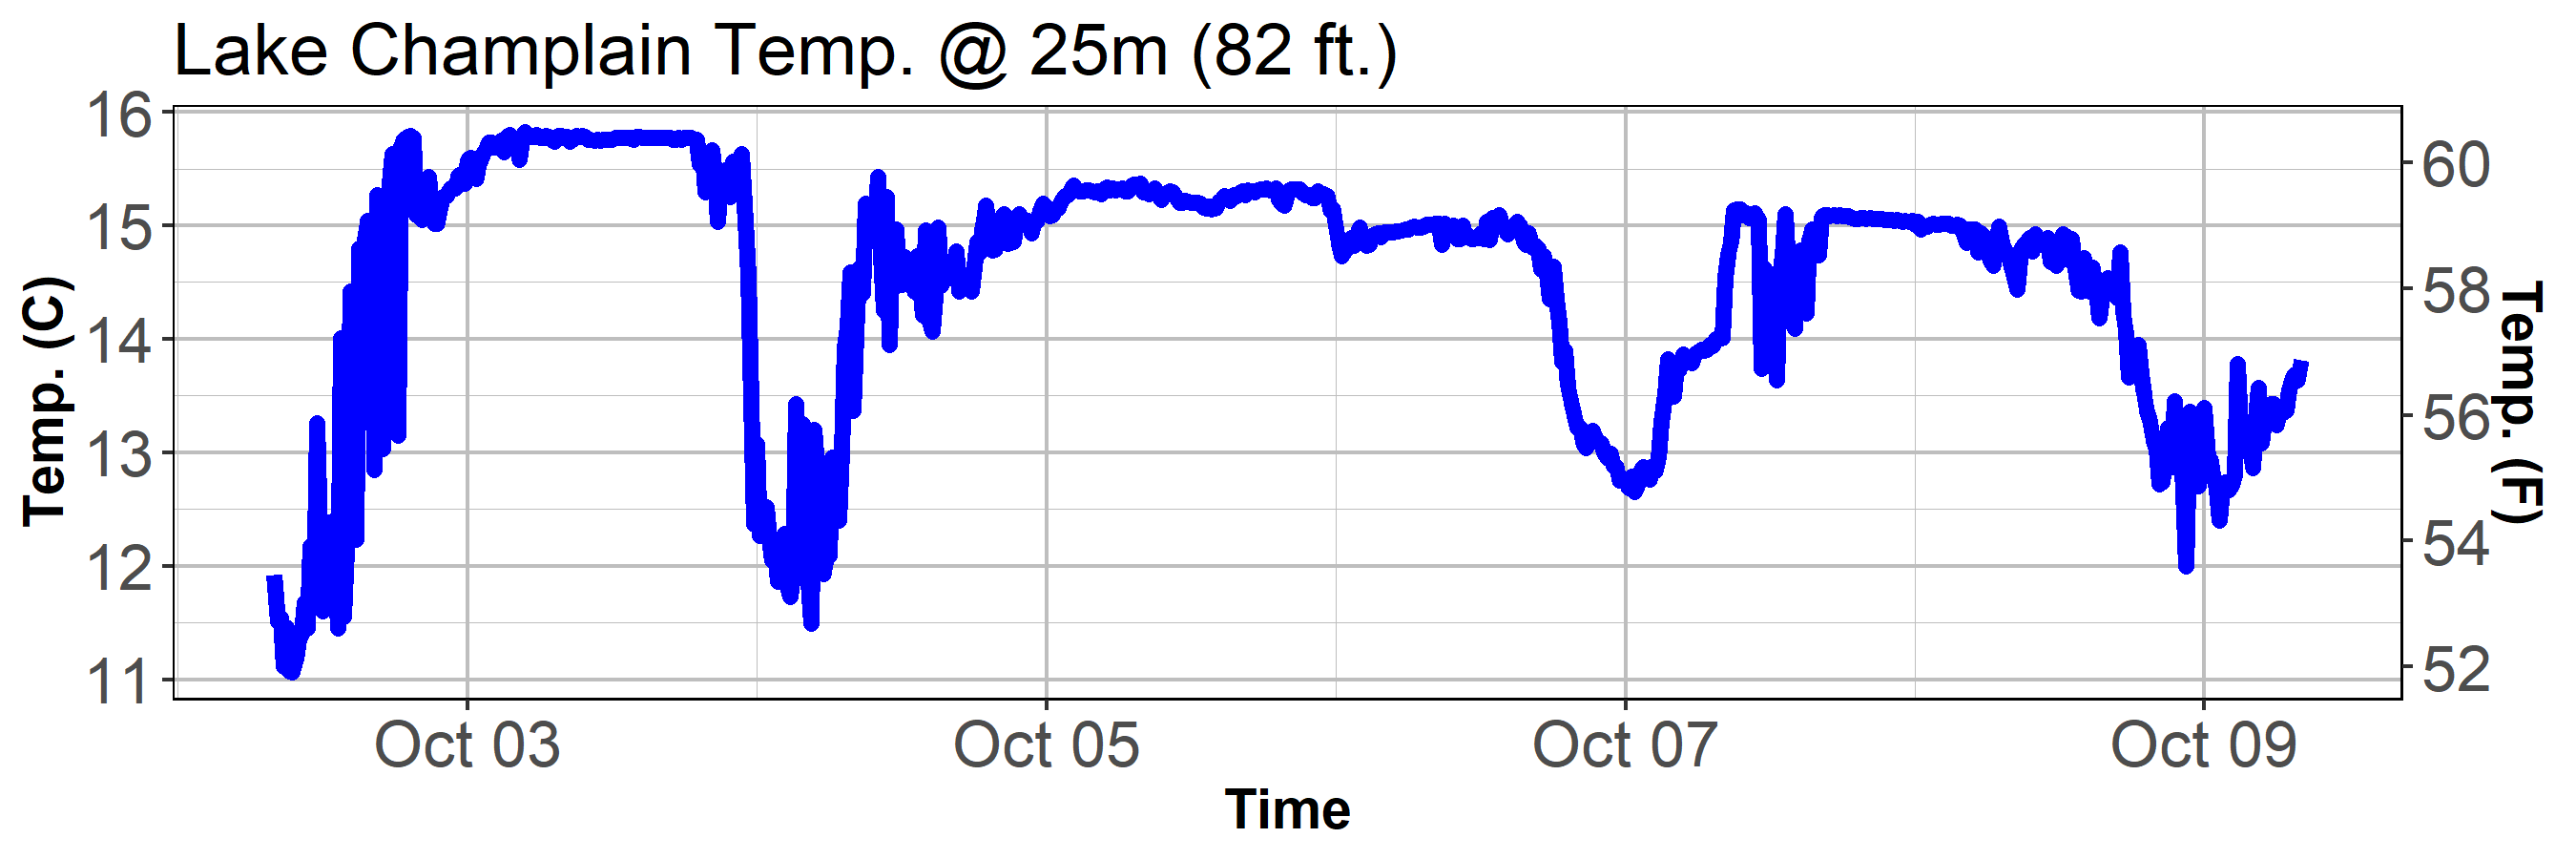 Lake Champlain Temp. @ 25m (82 ft.)
16
15
14
13
12
11
Temp. (C)
60
58
56
54
52
Temp. (F)
Oct 03
Oct 05
Oct 07
Oct 09
Time